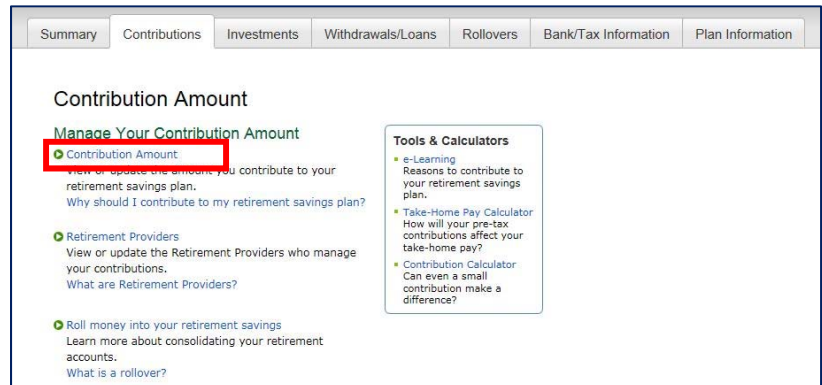 Summary Contributions Investments Withdrawals/Loans Rollovers Bank/Tax Information Plan Information
Contribution Amount
Manage Your Contribution Amount
Contribution Amount
View or update the amount you contribute to your
retirement savings plan.
Why should I contribute to my retirement savings plan?
Retirement Providers
View or update the Retirement Providers who manage
your contributions.
What are Retirement Providers?
Roll money into your retirement savings
Learn more about consolidating your retirement
accounts.
What is a rollover?
Tools & Calculators
e-Learning
Reasons to contribute to
your retirement savings
plan.
Take-Home Pay Calculator
How will your pre-tax
contributions affect your
take-home pay?
Contribution Calculator
Can even a small
contribution make a
difference?